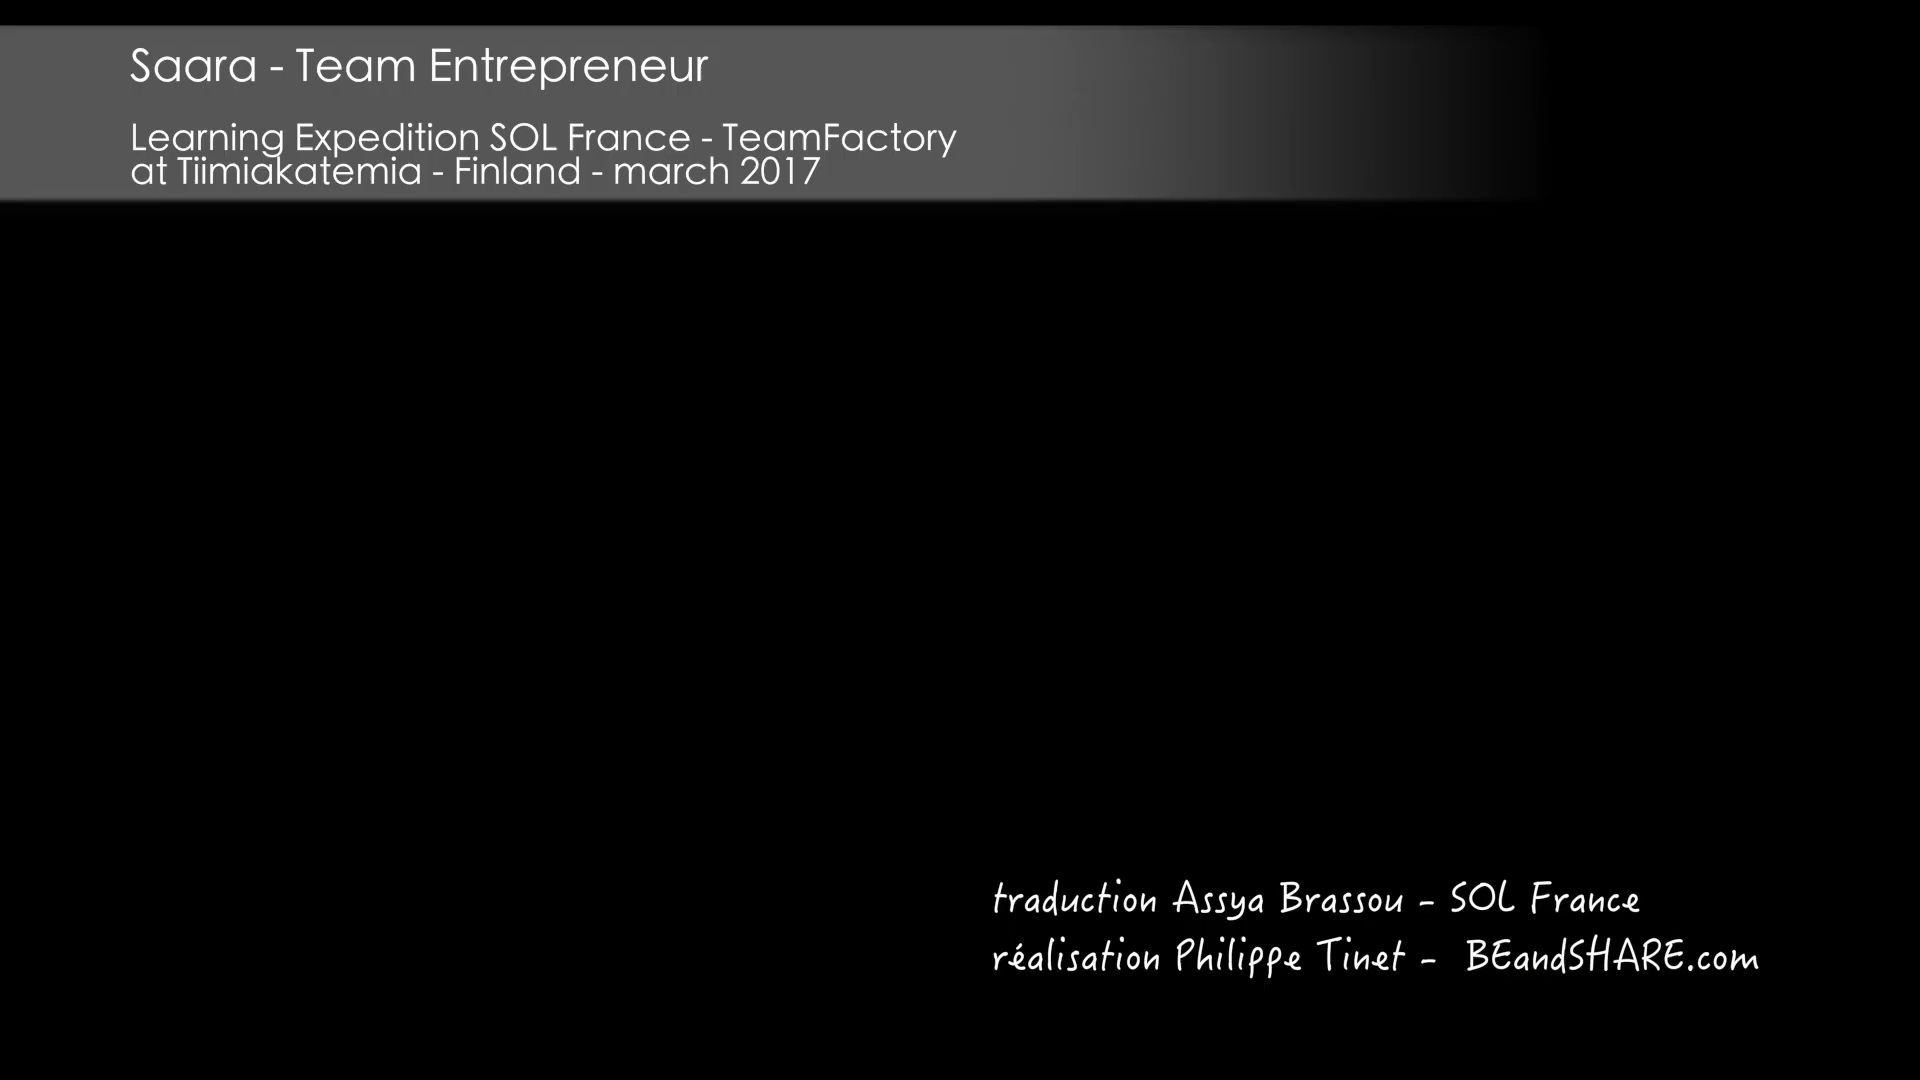 Saara - Team Entrepreneur
Learning Expedition SOL France - TeamFactory
at Tiimiakatemia - Finland - march 2017
traduction Assya Brassou - SOL France
réalisation Philippe Tinet - BEandSHARE.com